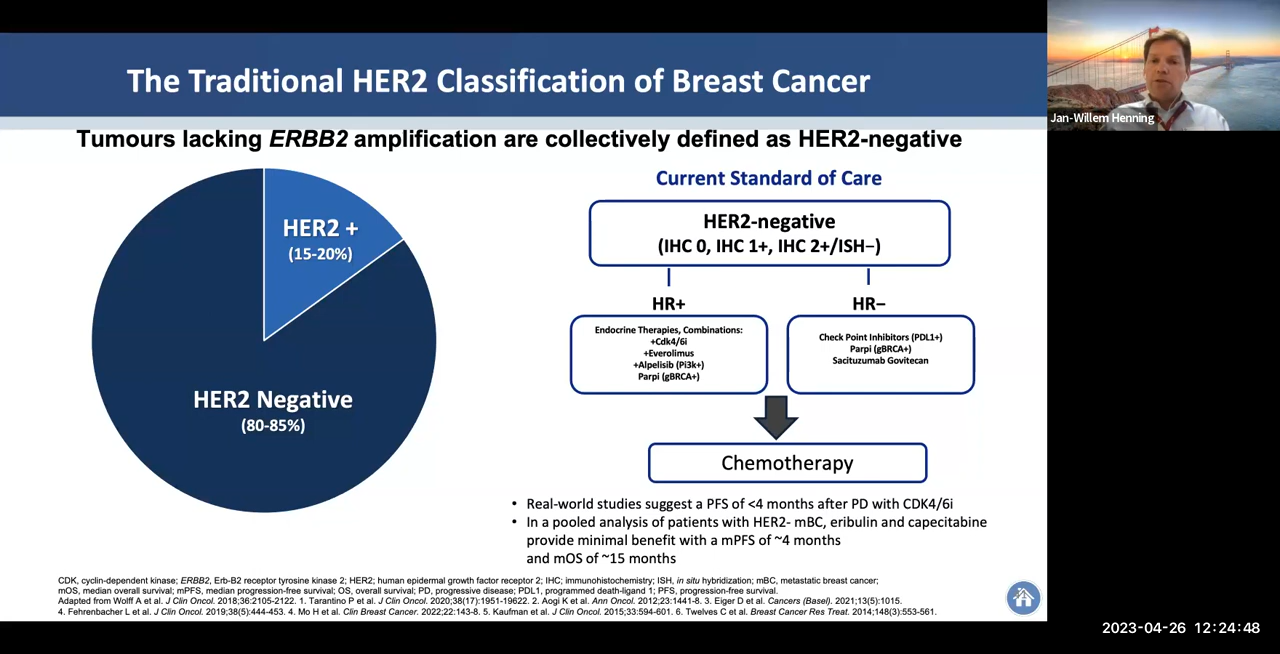 The Traditional HER2 Classification of Breast Cancer
Jan-Willem Henning
Tumours lacking ERBB2 amplification are collectively defined as HER2-negative
HER2 +
(15-20%)
HER2 Negative
(80-85%)
Current Standard of Care
HER2-negative
(IHC 0, IHC 1+, IHC 2+/ISH−)
HR+
HR−
Endocrine Therapies, Combinations:
+Cdk4/6i
+Everolimus
+Alpelisib (Pi3k+)
Parpi (gBRCA+)
Check Point Inhibitors (PDL1+)
Parpi (gBRCA+)
Sacituzumab Govitecan
Chemotherapy
• Real-world studies suggest a PFS of <4 months after PD with CDK4/6i
• In a pooled analysis of patients with HER2- mBC, eribulin and capecitabine
provide minimal benefit with a mPFS of ~4 months
and mOS of ~15 months
CDK, cyclin-dependent kinase; ERBB2, Erb-B2 receptor tyrosine kinase 2; HER2; human epidermal growth factor receptor 2; IHC; immunohistochemistry; ISH, in situ hybridization; mBC, metastatic breast cancer;
mOS, median overall survival; mPFS, median progression-free survival; OS, overall survival; PD, progressive disease; PDL1, programmed death-ligand 1; PFS, progression-free survival.
Adapted from Wolff A et al. J Clin Oncol. 2018;36:2105-2122. 1. Tarantino P et al. J Clin Oncol. 2020;38(17):1951-19622. 2. Aogi K et al. Ann Oncol. 2012;23:1441-8. 3. Eiger D et al. Cancers (Basel). 2021;13(5):1015.
4. Fehrenbacher L et al. J Clin Oncol. 2019;38(5):444-453. 4. Mo H et al. Clin Breast Cancer. 2022;22:143-8. 5. Kaufman et al. J Clin Oncol. 2015;33:594-601. 6. Twelves C et al. Breast Cancer Res Treat. 2014;148(3):553-561.
2023-04-26 12:24:48